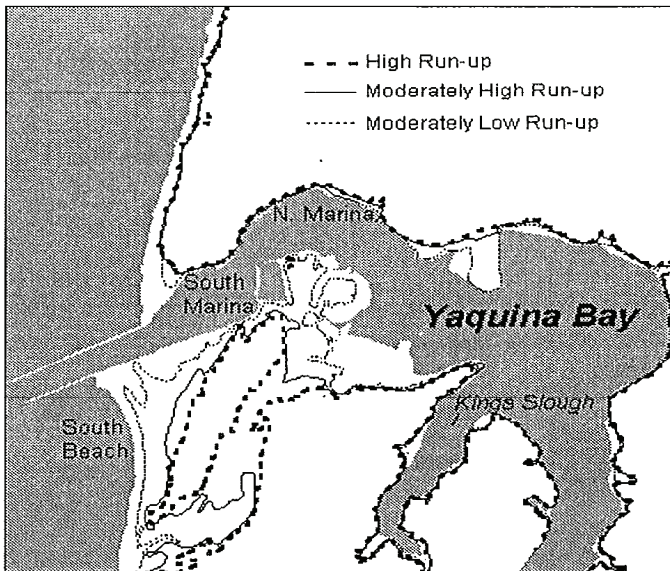 High Run-up
Moderately High Run-up
Moderately Low Run-up
N. Marina
South
Marina
Yaquina Bay
Kings Slough
South
Beach